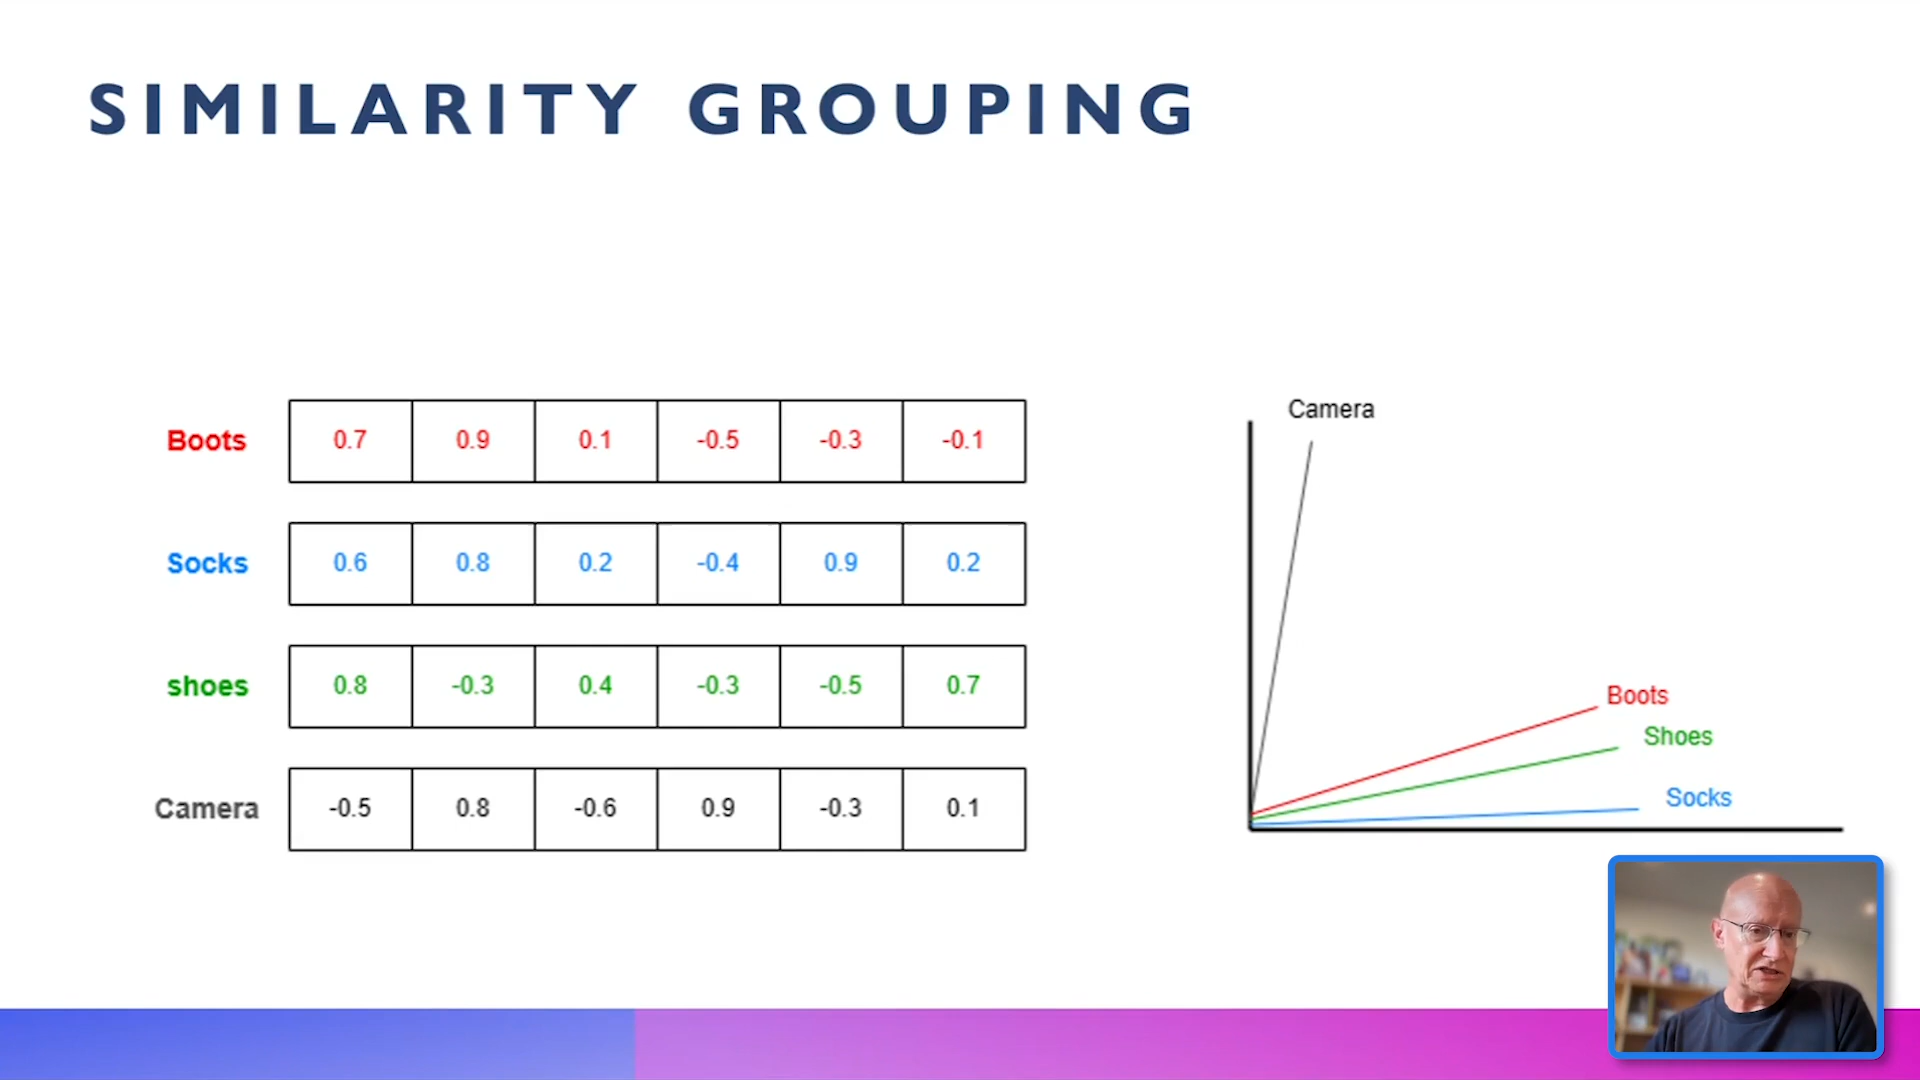 SIMILARITY GROUPING
Boots 0.7 0.9 0.1 -0.5 -0.3 -0.1
Socks 0.6 0.8 0.2 -0.4 0.9 0.2
shoes 0.8 -0.3 0.4 -0.3 -0.5 0.7
Camera -0.5 0.8 -0.6 0.9 -0.3 0.1
Camera
Boots
Shoes
Socks